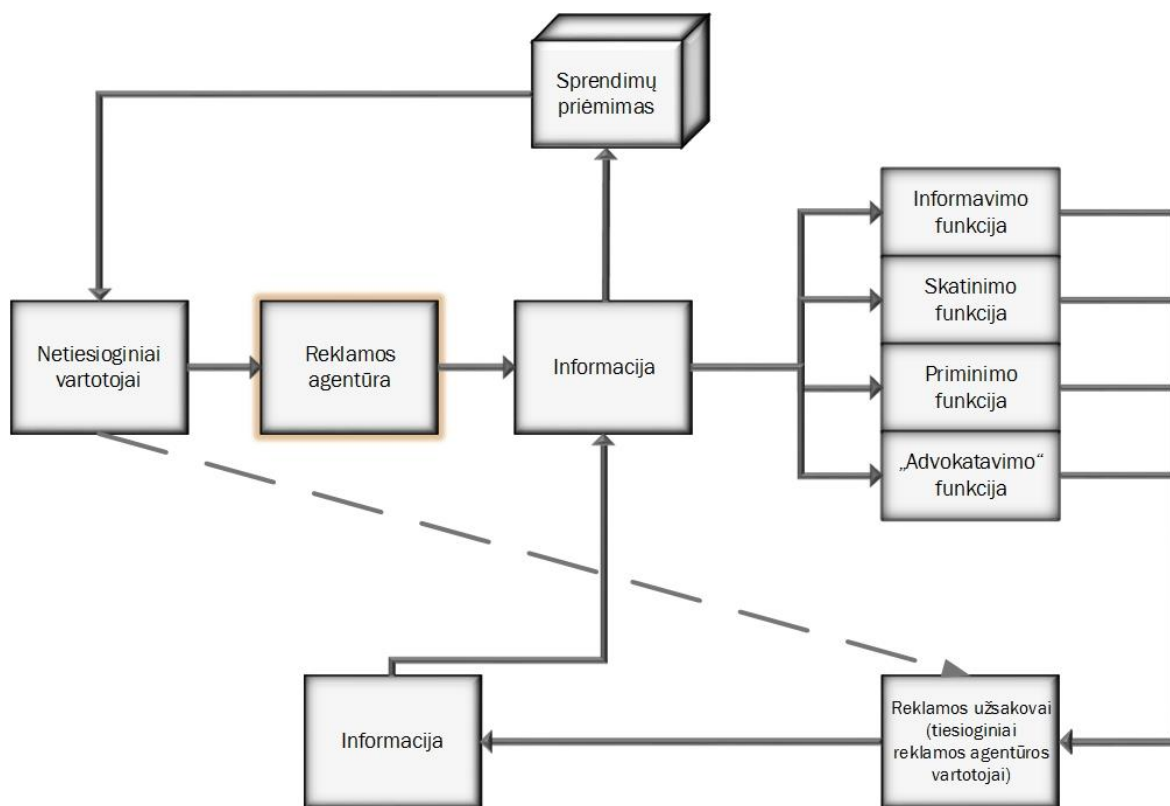 Sprendimų
priėmimas
Informavimo
funkcija
Skatinimo
funkcija
Netiesioginiai
vartotojai
Reklamos
agentūra
Informacija
Priminimo
funkcija
„Advokatavimo“
funkcija
Informacija
Reklamos užsakovai
(tiesioginiai
reklamos agentūros
vartotojai)